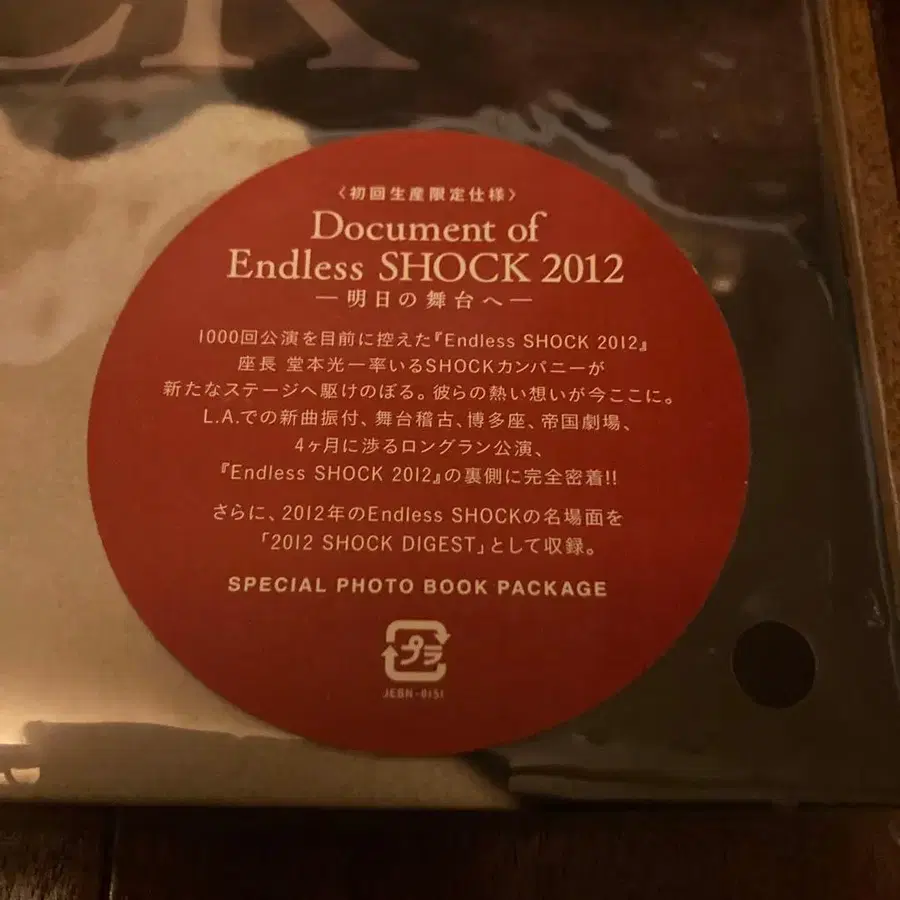 CK
〈初回生産限定仕様〉
Document of
Endless SHOCK 2012
―明日の舞台へ―
1000回公演を目前に控えた『Endless SHOCK 2012』
座長 堂本光一率いるSHOCKカンパニーが
新たなステージへ駆けのぼる。彼らの熱い想いが今ここに。
L.A.での新曲振付、舞台稽古、博多座、帝国劇場、
4ヶ月に渉るロングラン公演、
『Endless SHOCK 2012』の裏側に完全密着!!
さらに、2012年のEndless SHOCKの名場面を
「2012 SHOCK DIGEST」として収録。
SPECIAL PHOTO BOOK PACKAGE
プラ
JEBN-0151